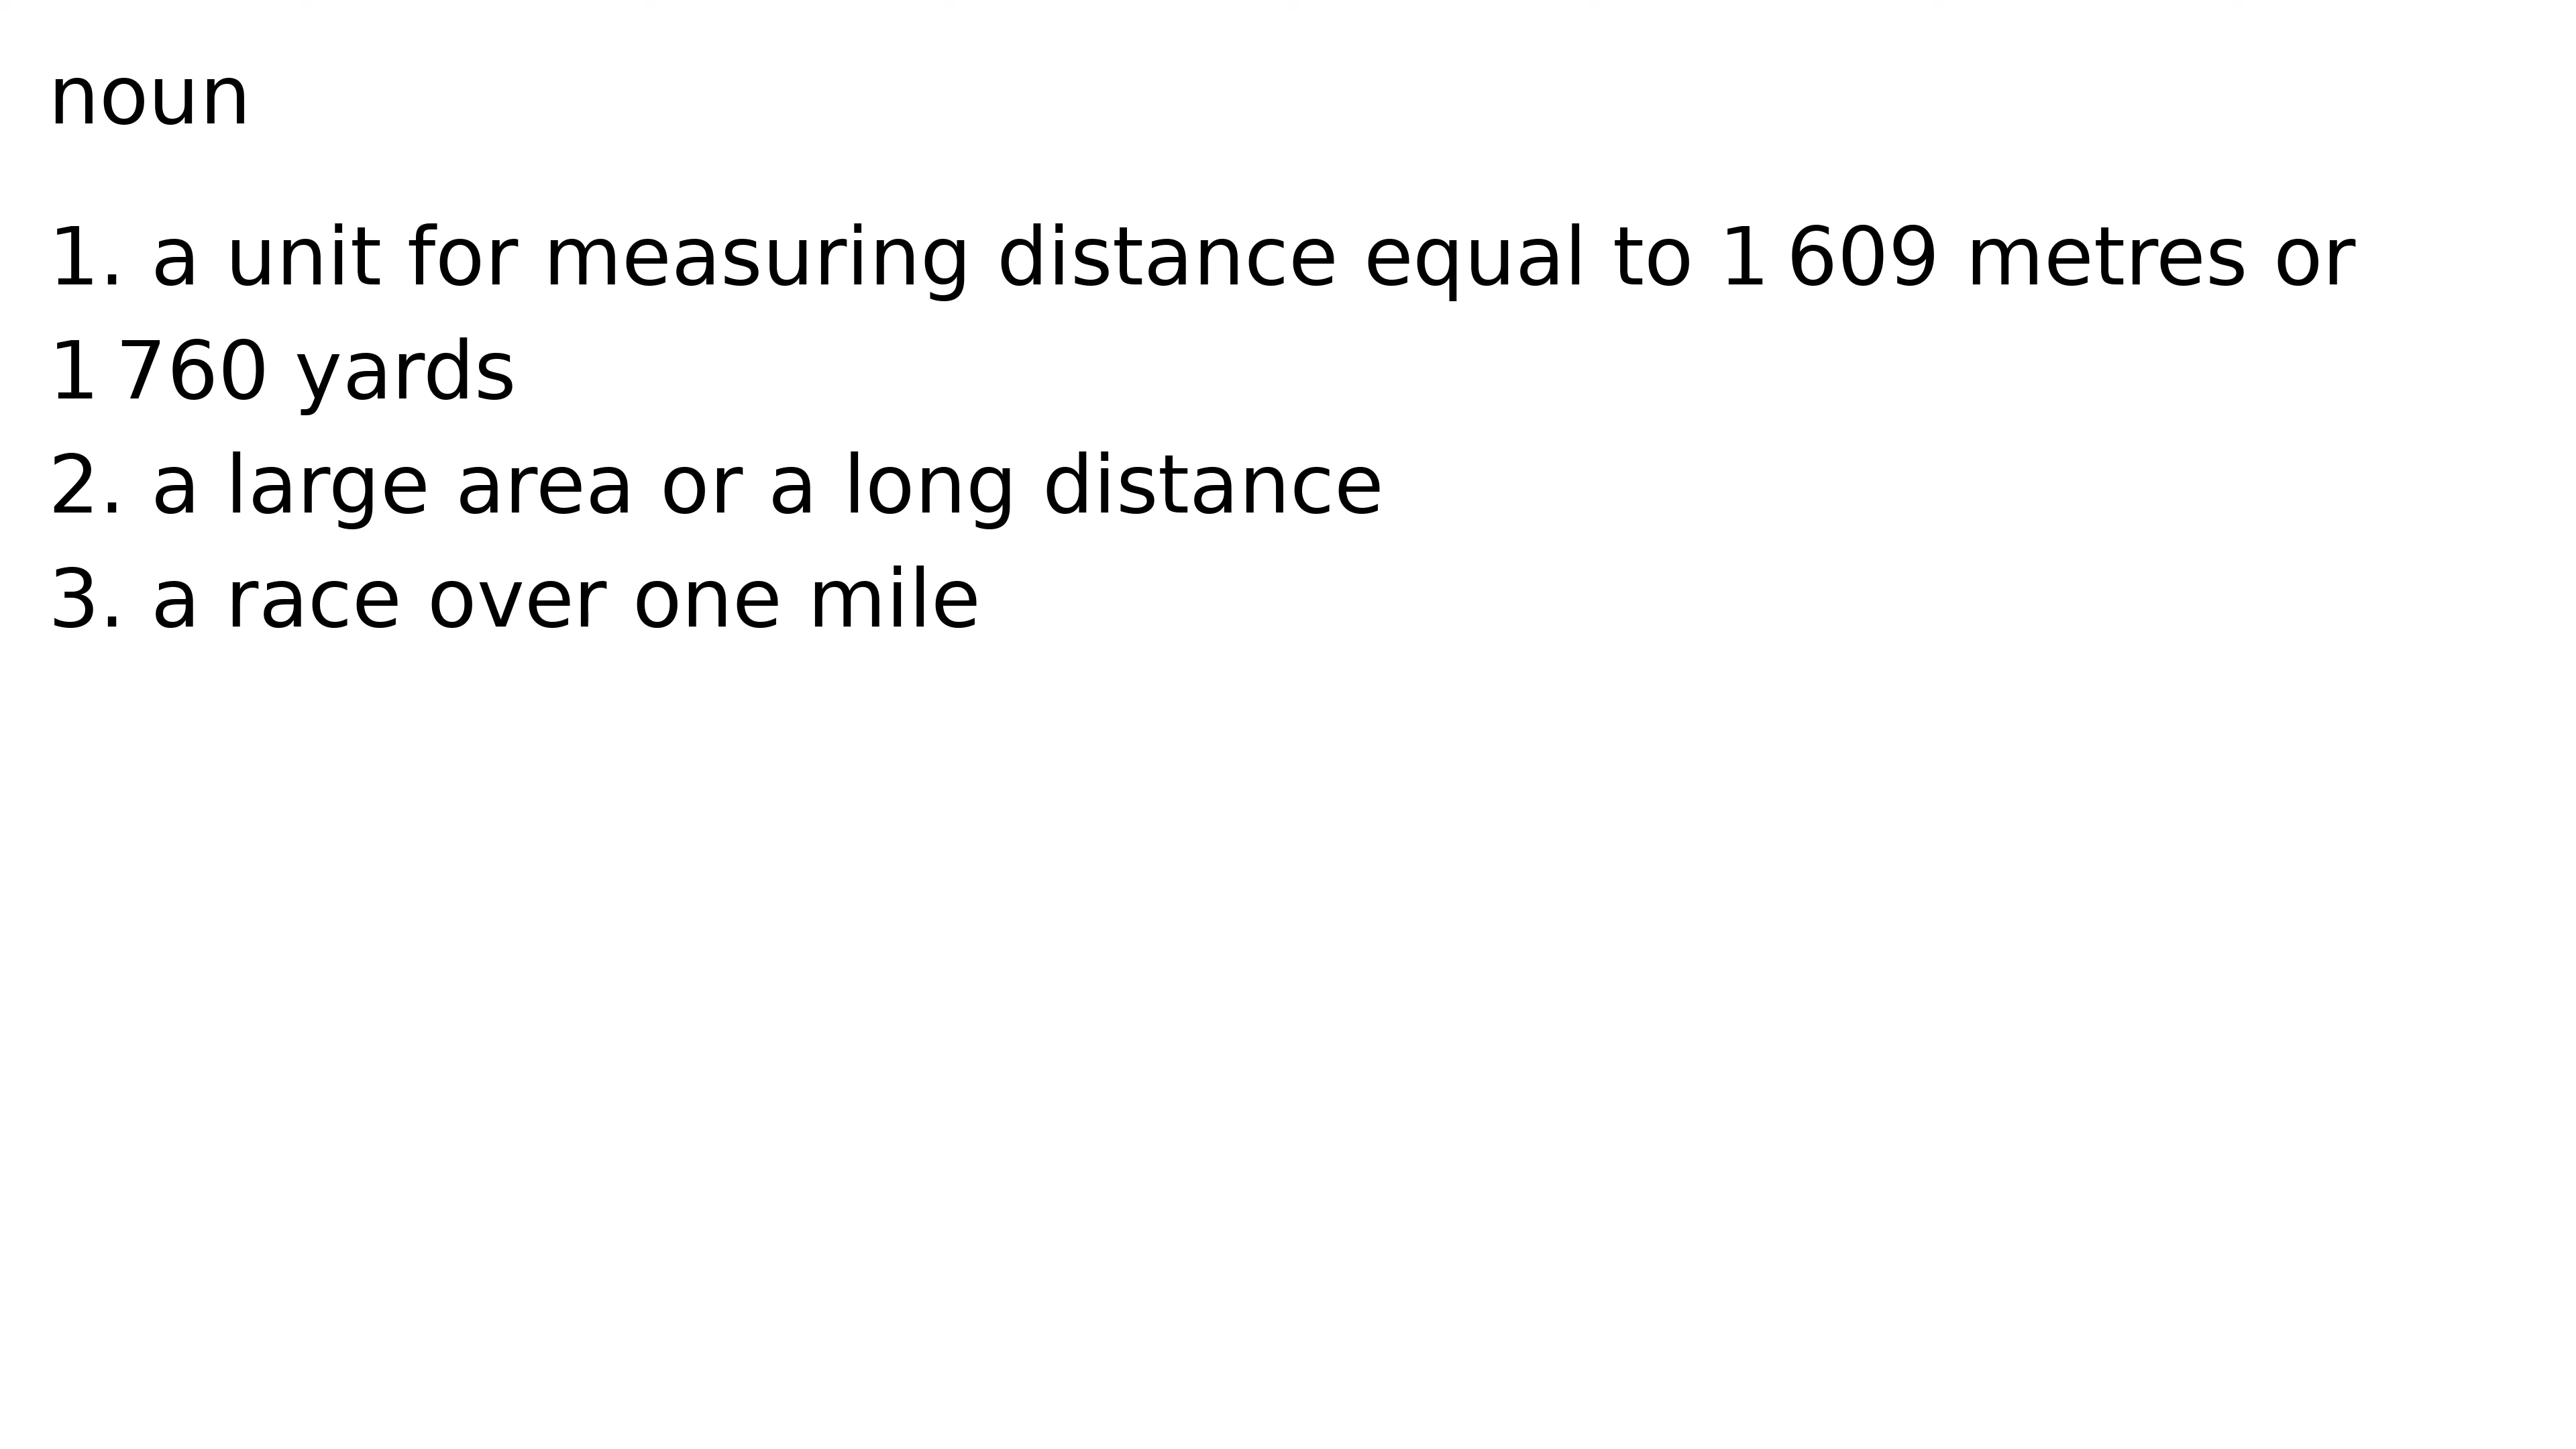 noun
1. a unit for measuring distance equal to 1 609 metres or
1 760 yards
2. a large area or a long distance
3. a race over one mile